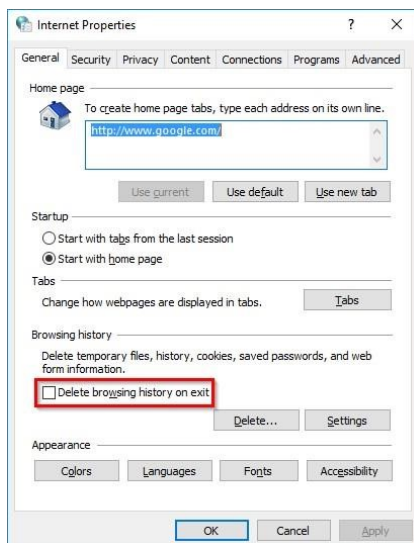 Internet Properties
? X
General Security Privacy Content Connections Programs Advanced
Home page
To create home page tabs, type each address on its own line.
http://www.google.com/
Use current Use default Use new tab
Startup
Start with tabs from the last session
Start with home page
Tabs
Change how webpages are displayed in tabs. Tabs
Browsing history
Delete temporary files, history, cookies, saved passwords, and web
form information.
Delete browsing history on exit
Delete... Settings
Appearance
Colors Languages Fonts Accessibility
OK Cancel Apply